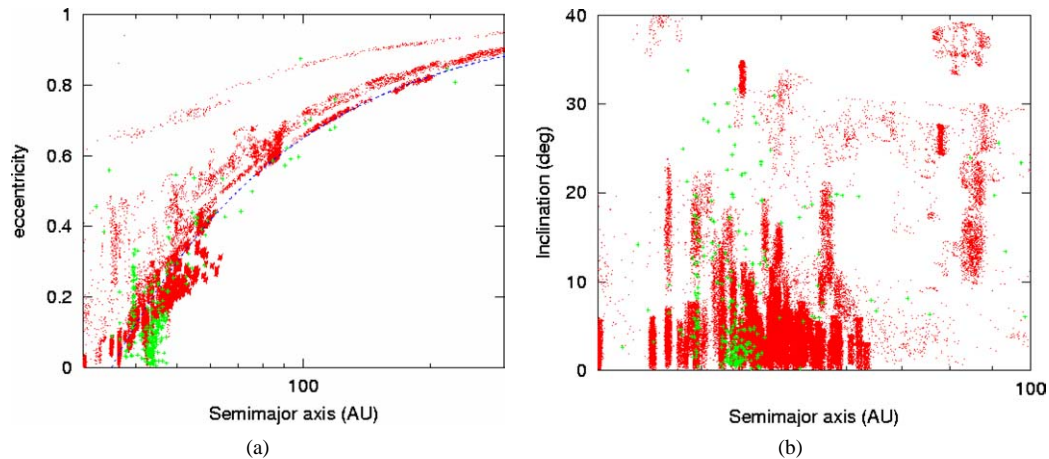 1
0.8
0.6
0.4
0.2
0
eccentricity
100
Semimajor axis (AU)
(a)
40
30
20
10
0
Inclination (deg)
100
Semimajor axis (AU)
(b)